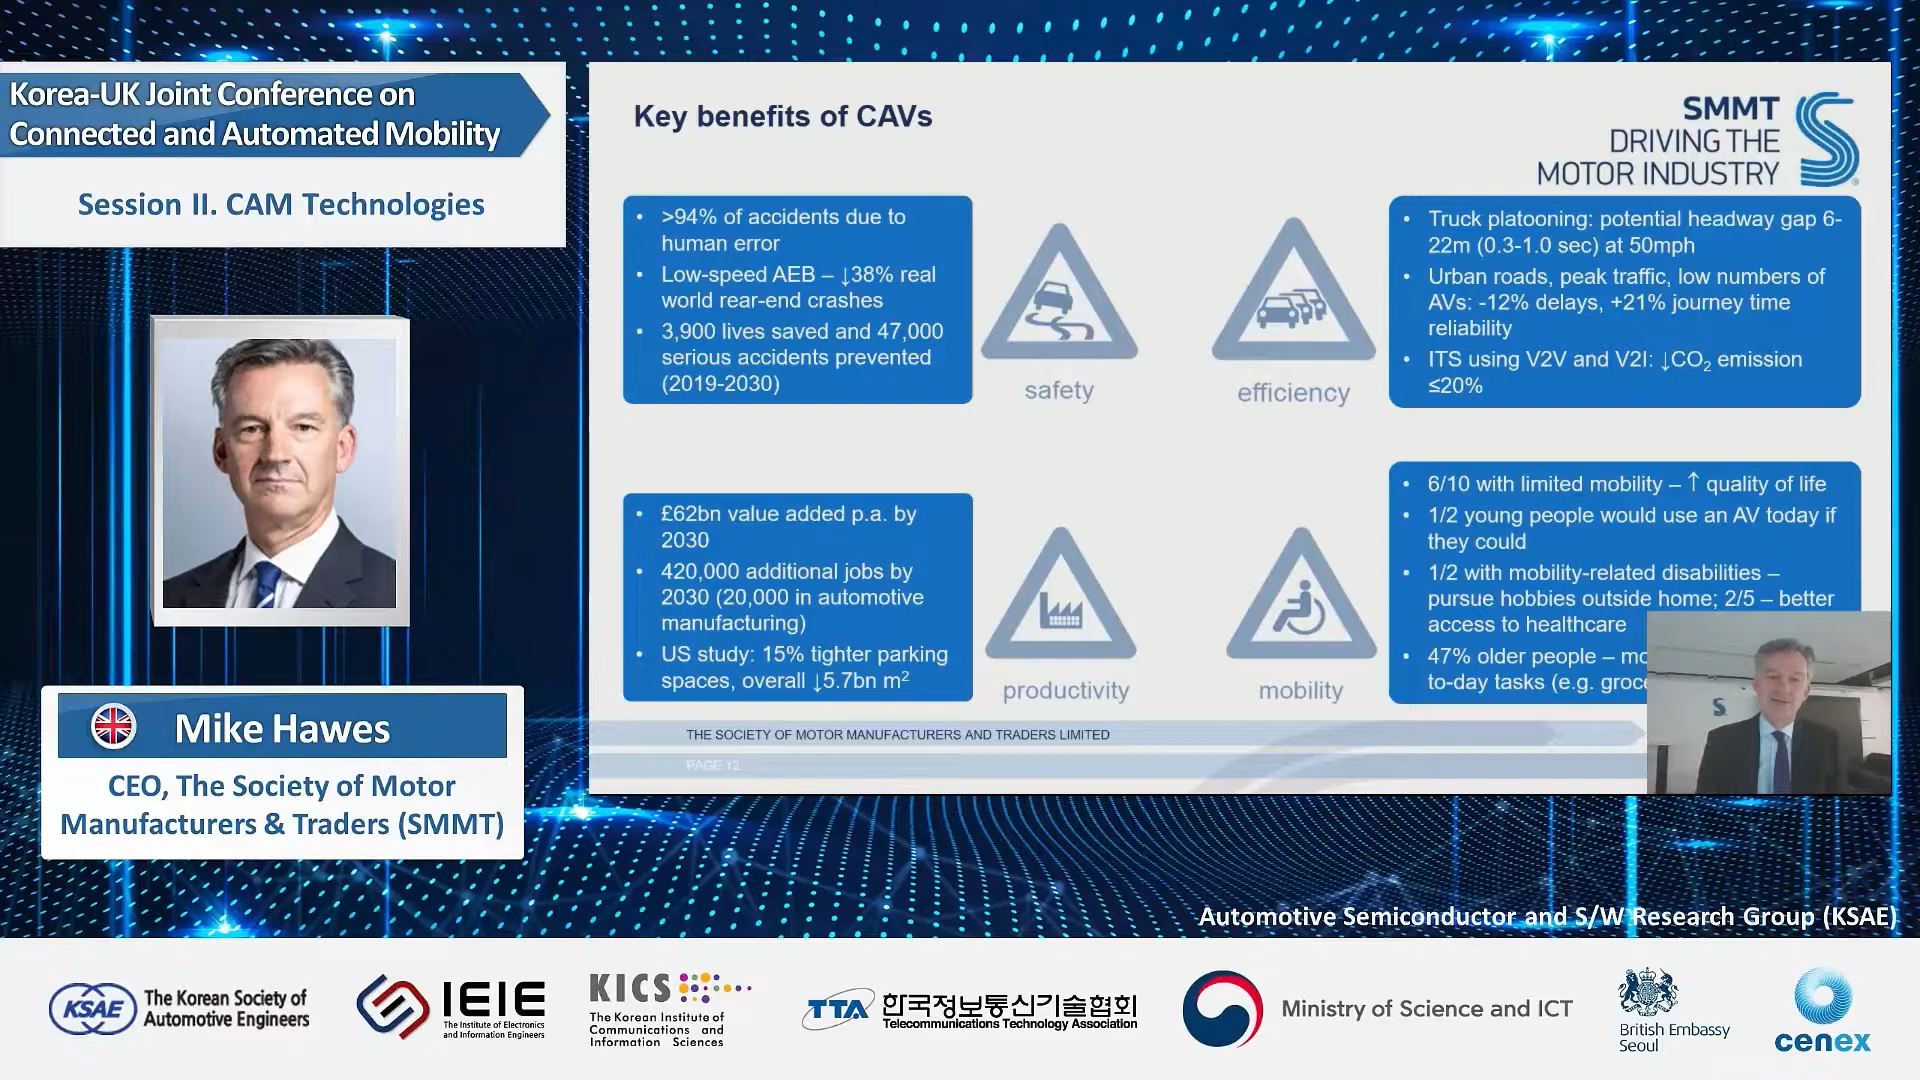 Korea-UK Joint Conference on
Connected and Automated Mobility
Session II. CAM Technologies
Mike Hawes
CEO, The Society of Motor
Manufacturers & Traders (SMMT)
Key benefits of CAVs
SMMT
DRIVING THE
MOTOR INDUSTRY
• >94% of accidents due to
human error
• Low-speed AEB – ↓38% real
world rear-end crashes
• 3,900 lives saved and 47,000
serious accidents prevented
(2019-2030)
safety
efficiency
• Truck platooning: potential headway gap 6-
22m (0.3-1.0 sec) at 50mph
• Urban roads, peak traffic, low numbers of
AVs: -12% delays, +21% journey time
reliability
• ITS using V2V and V2I: ↓CO₂ emission
≤20%
• £62bn value added p.a. by
2030
• 420,000 additional jobs by
2030 (20,000 in automotive
manufacturing)
• US study: 15% tighter parking
spaces, overall ↓5.7bn m²
productivity
mobility
• 6/10 with limited mobility – ↑ quality of life
• 1/2 young people would use an AV today if
they could
• 1/2 with mobility-related disabilities –
pursue hobbies outside home; 2/5 – better
access to healthcare
• 47% older people –
to-day tasks (e.g.
THE SOCIETY OF MOTOR MANUFACTURERS AND TRADERS LIMITED
PAGE 12
Automotive Semiconductor and S/W Research Group (KSAE)
KSAE
The Korean Society of
Automotive Engineers
IEIE
The Institute of Electronics
and Information Engineers
KICS
The Korean Institute of
Communications and
Information Sciences
TTA 한국정보통신기술협회
Telecommunications Technology Association
Ministry of Science and ICT
British Embassy
Seoul
cenex